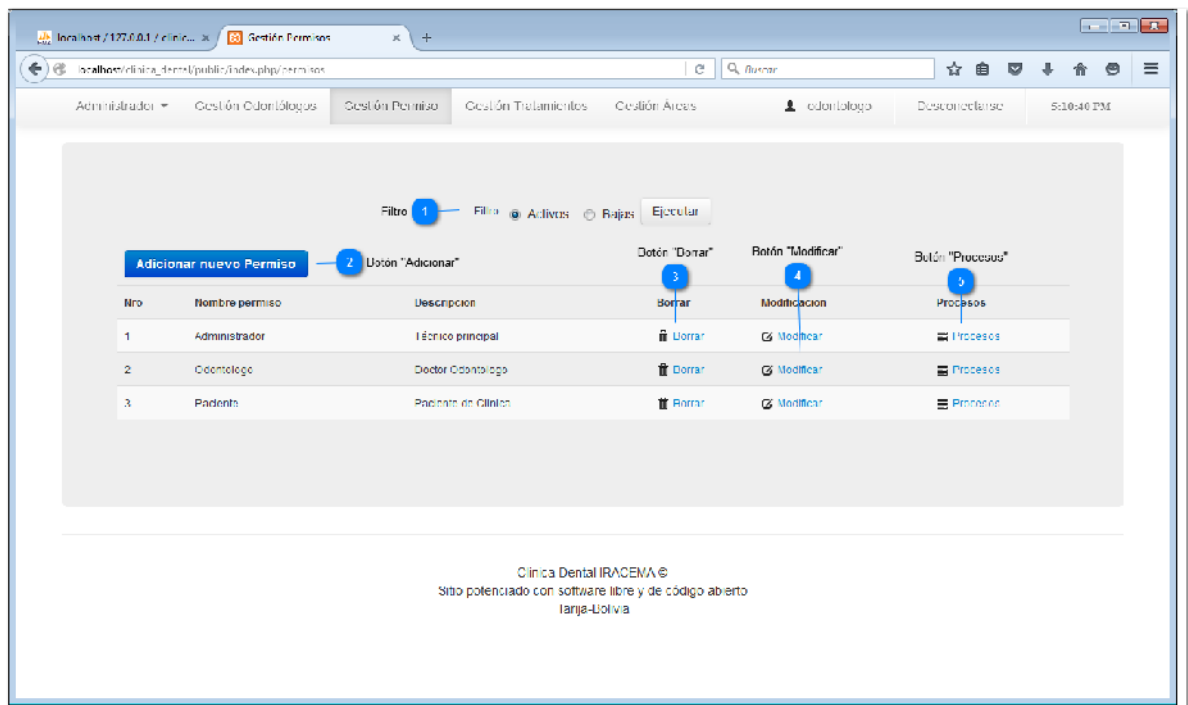 localhost / 127.0.0.1 / clinic... ×
Gestión Permisos × +
localhost/clinica_dental/public/index.php/permisos
Buscar
Administrador Gestión Odontólogos Gestión Permiso Gestión Tratamientos Gestión Áreas odontologo Desconectarse 5:10:40 PM
Filtro 1 Filtro Activos Bajas Ejecutar
Adicionar nuevo Permiso 2 Botón "Adicionar" Botón "Borrar" Botón "Modificar" Botón "Procesos"
3 4 5
Nro Nombre permiso Descripcion Borrar Modificacion Procesos
1 Administrador Técnico principal Borrar Modificar Procesos
2 Odontologo Doctor Odontologo Borrar Modificar Procesos
3 Paciente Paciente de Clinica Borrar Modificar Procesos
Clinica Dental IRACEMA ©
Sitio potenciado con software libre y de código abierto
Tarija-Bolivia